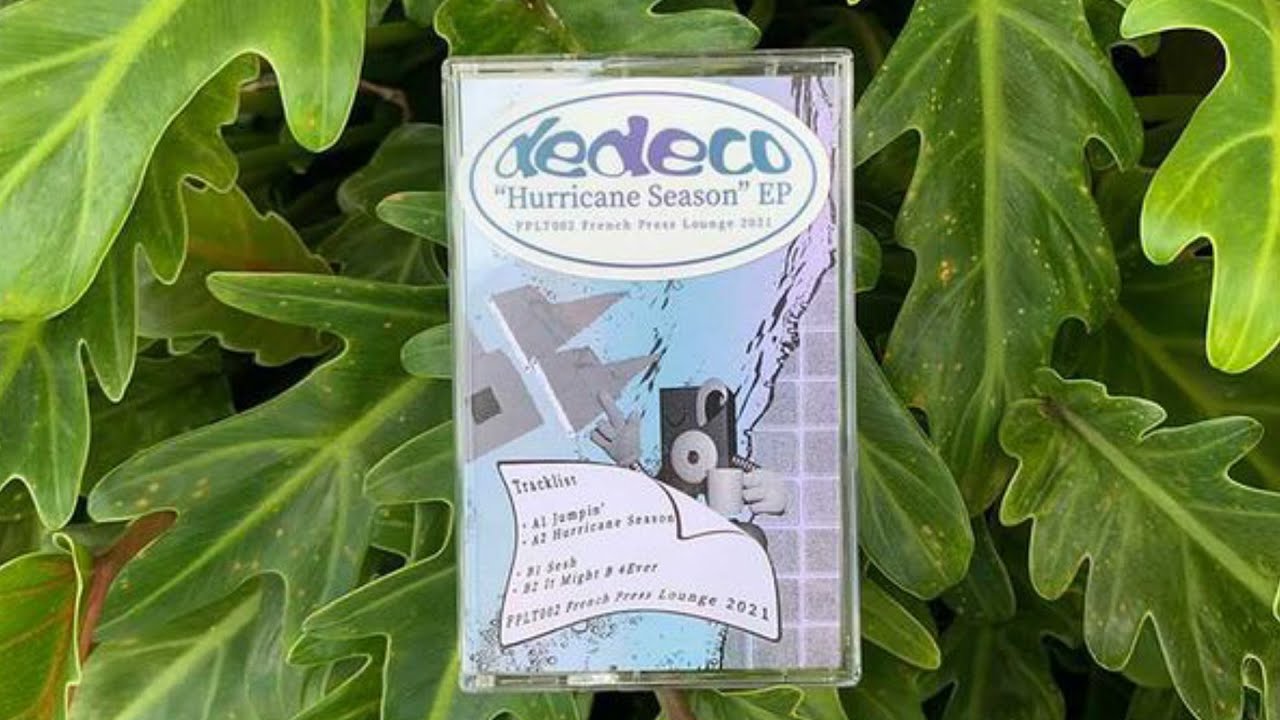 dedeco
“Hurricane Season” EP
FPLT002 French Press Lounge 2021
Tracklist
• A1 Jumpin'
• A2 Hurricane Season
• B1 Sesh
• B2 It Might B 4Ever
FPLT002 French Press Lounge 2021